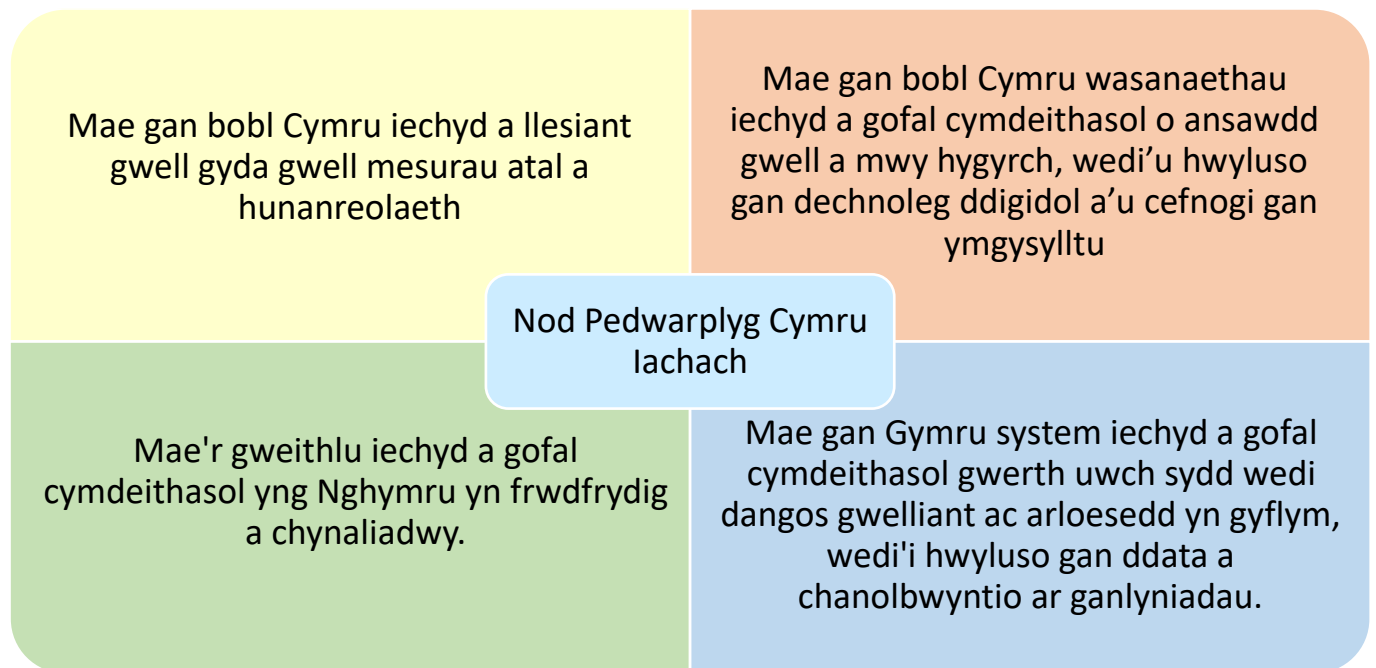 Mae gan bobl Cymru iechyd a llesiant
gwell gyda gwell mesurau atal a
hunanreolaeth
Mae gan bobl Cymru wasanaethau
iechyd a gofal cymdeithasol o ansawdd
gwell a mwy hygyrch, wedi’u hwyluso
gan dechnoleg ddigidol a’u cefnogi gan
ymgysylltu
Nod Pedwarplyg Cymru
Iachach
Mae'r gweithlu iechyd a gofal
cymdeithasol yng Nghymru yn frwdfrydig
a chynaliadwy.
Mae gan Gymru system iechyd a gofal
cymdeithasol gwerth uwch sydd wedi
dangos gwelliant ac arloesedd yn gyflym,
wedi'i hwyluso gan ddata a
chanolbwyntio ar ganlyniadau.